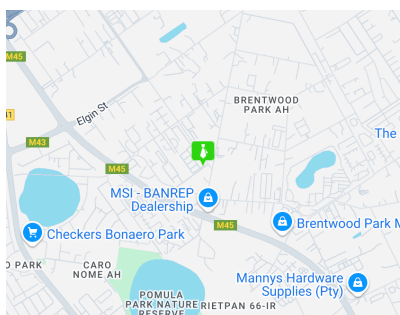 M45
Elgin St
BRENTWOOD
PARK AH
41
M43
The
M45
MSI - BANREP
Dealership
M45
Brentwood Park M
Checkers Bonaero Park
O PARK
CARO
NOME AH
Mannys Hardware
Supplies (Pty)
POMULA
PARK NATURE
RESERVE
RIETPAN 66-IR